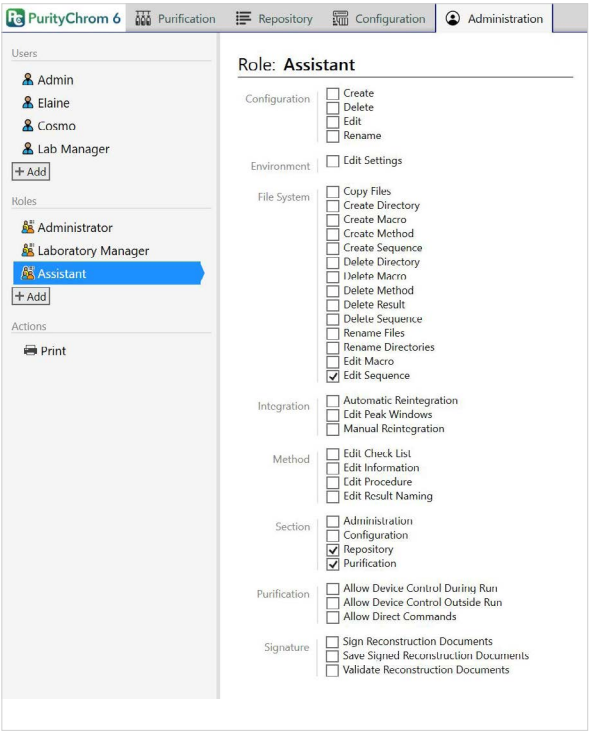 PurityChrom 6 Purification Repository Configuration Administration
Users
Admin
Elaine
Cosmo
Lab Manager
+ Add
Roles
Administrator
Laboratory Manager
Assistant
+ Add
Actions
Print
Role: Assistant
Configuration
Create
Delete
Edit
Rename
Environment
Edit Settings
File System
Copy Files
Create Directory
Create Macro
Create Method
Create Sequence
Delete Directory
Delete Macro
Delete Method
Delete Result
Delete Sequence
Rename Files
Rename Directories
Edit Macro
Edit Sequence
Integration
Automatic Reintegration
Edit Peak Windows
Manual Reintegration
Method
Edit Check List
Edit Information
Edit Procedure
Edit Result Naming
Section
Administration
Configuration
Repository
Purification
Purification
Allow Device Control During Run
Allow Device Control Outside Run
Allow Direct Commands
Signature
Sign Reconstruction Documents
Save Signed Reconstruction Documents
Validate Reconstruction Documents